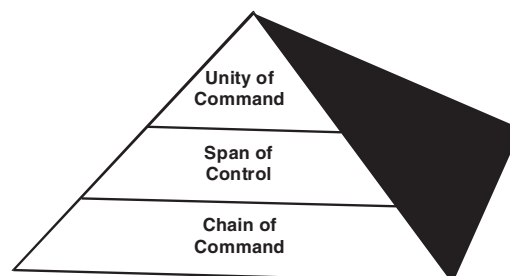 Unity of
Command
Span of
Control
Chain of
Command